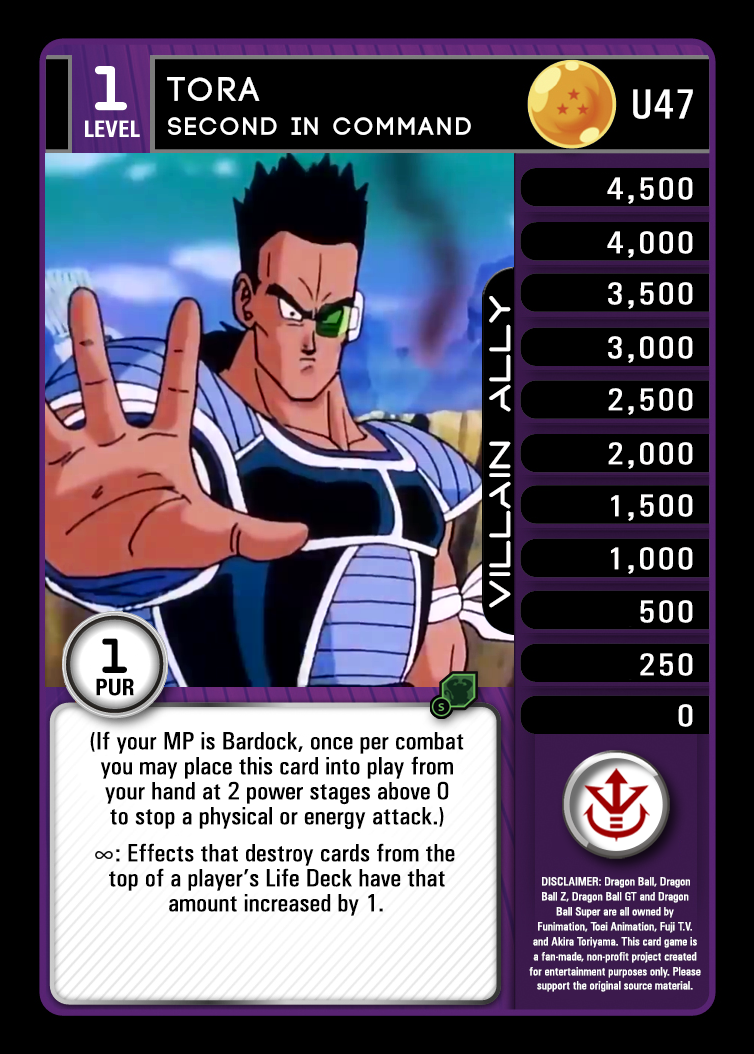 1
LEVEL
TORA
SECOND IN COMMAND
U47
4,500
4,000
3,500
3,000
2,500
2,000
1,500
1,000
500
250
0
VILLAIN ALLY
1
PUR
S
(If your MP is Bardock, once per combat
you may place this card into play from
your hand at 2 power stages above 0
to stop a physical or energy attack.)
∞: Effects that destroy cards from the
top of a player's Life Deck have that
amount increased by 1.
DISCLAIMER: Dragon Ball, Dragon
Ball Z, Dragon Ball GT and Dragon
Ball Super are all owned by
Funimation, Toei Animation, Fuji T.V.
and Akira Toriyama. This card game is
a fan-made, non-profit project created
for entertainment purposes only. Please
support the original source material.